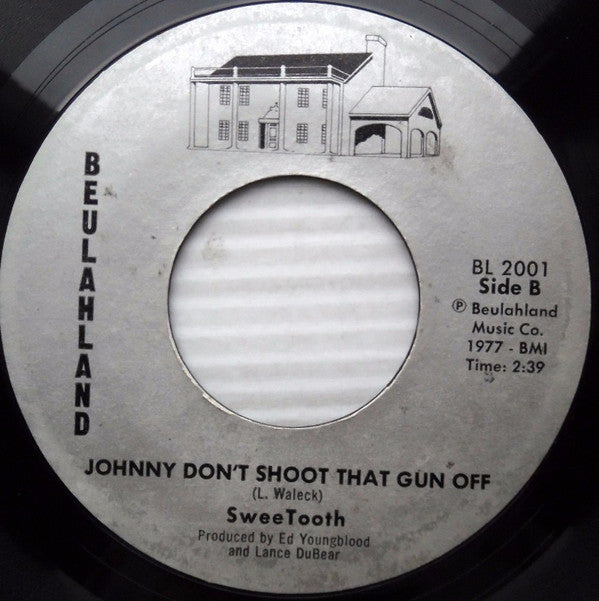 BEULAHLAND
BL 2001
Side B
℗ Beulahland
Music Co.
1977 - BMI
Time: 2:39
JOHNNY DON'T SHOOT THAT GUN OFF
(L. Waleck)
SweeTooth
Produced by Ed Youngblood
and Lance DuBear